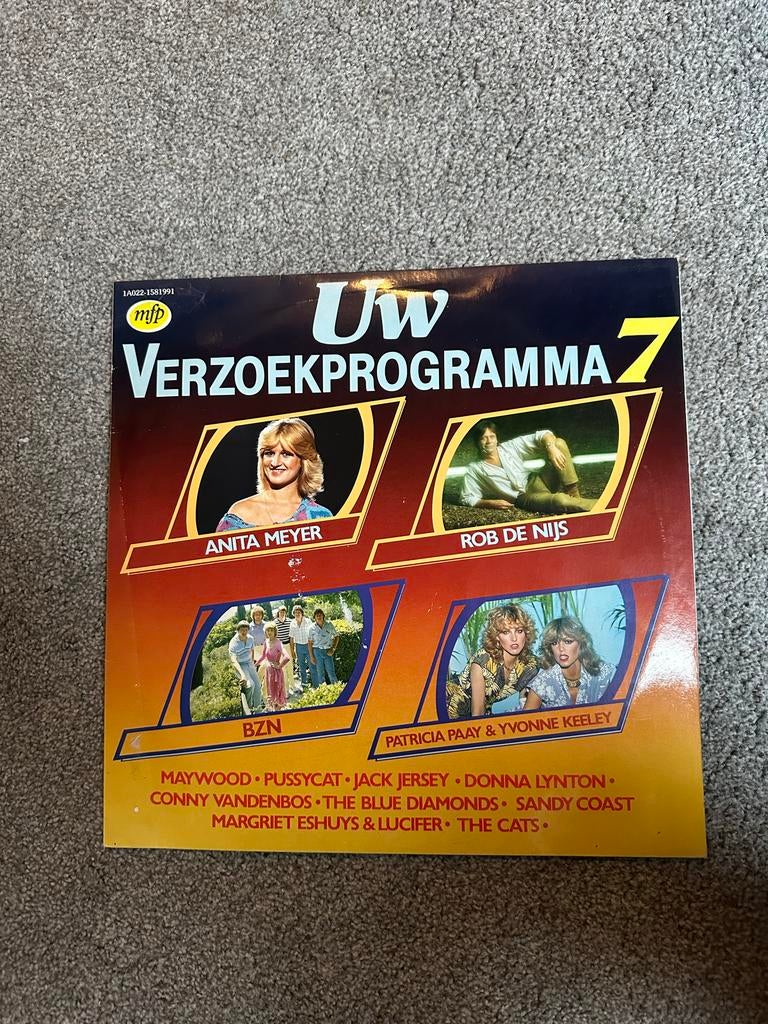 1A022-1581991
mfp
Uw
VERZOEKPROGRAMMA 7
ANITA MEYER
ROB DE NIJS
BZN
PATRICIA PAAY & YVONNE KEELEY
MAYWOOD • PUSSYCAT • JACK JERSEY • DONNA LYNTON •
CONNY VANDENBOS • THE BLUE DIAMONDS • SANDY COAST
MARGRIET ESHUYS & LUCIFER • THE CATS •